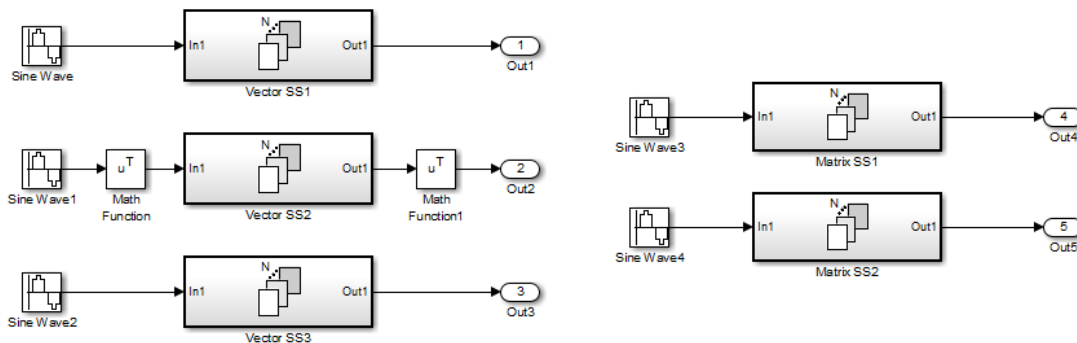 Sine Wave
In1
N
Out1
Vector SS1
1
Out1
Sine Wave1
u^T
Math
Function
In1
N
Out1
Vector SS2
u^T
Math
Function1
2
Out2
Sine Wave2
In1
N
Out1
Vector SS3
3
Out3
Sine Wave3
In1
N
Out1
Matrix SS1
4
Out4
Sine Wave4
In1
N
Out1
Matrix SS2
5
Out5